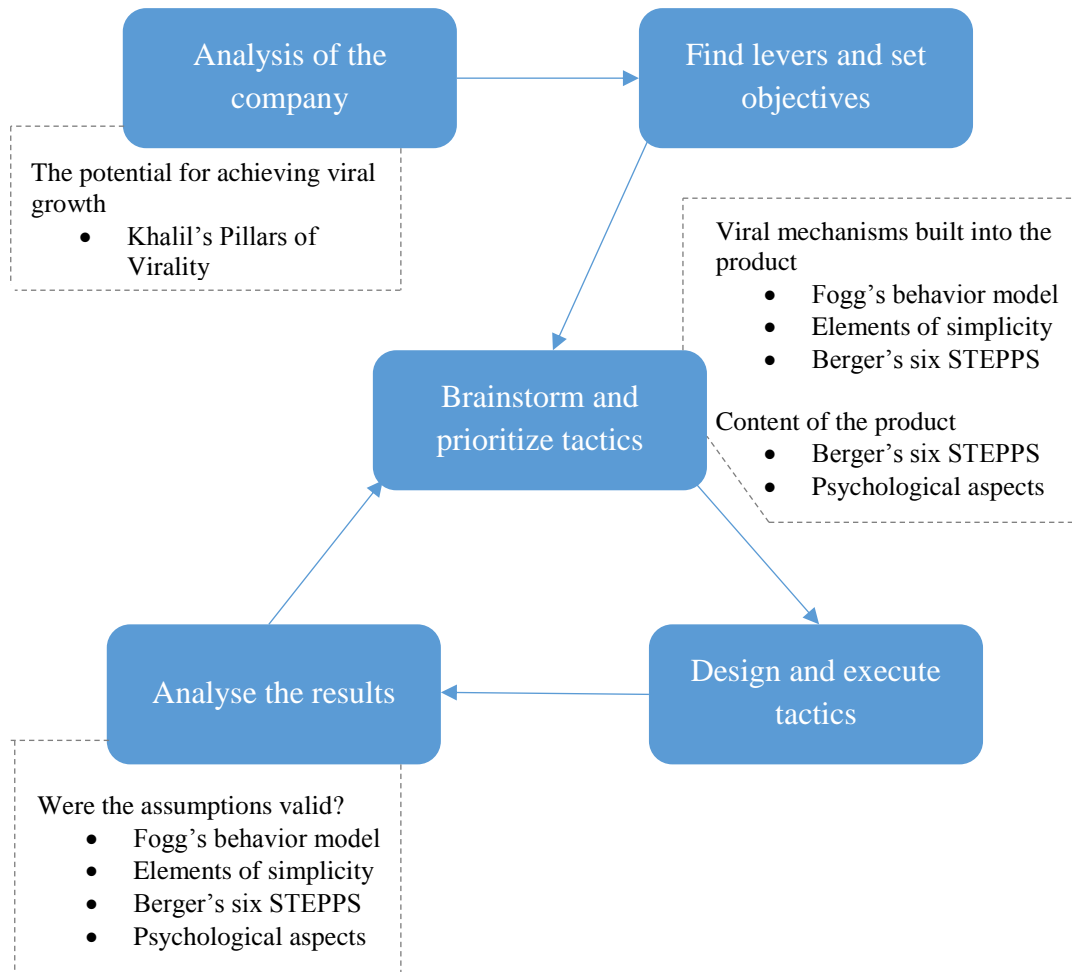 Analysis of the
company
Find levers and set
objectives
The potential for achieving viral
growth
• Khalil’s Pillars of
Virality
Viral mechanisms built into the
product
• Fogg’s behavior model
• Elements of simplicity
• Berger’s six STEPPS
Content of the product
• Berger’s six STEPPS
• Psychological aspects
Brainstorm and
prioritize tactics
Analyse the results
Design and execute
tactics
Were the assumptions valid?
• Fogg’s behavior model
• Elements of simplicity
• Berger’s six STEPPS
• Psychological aspects